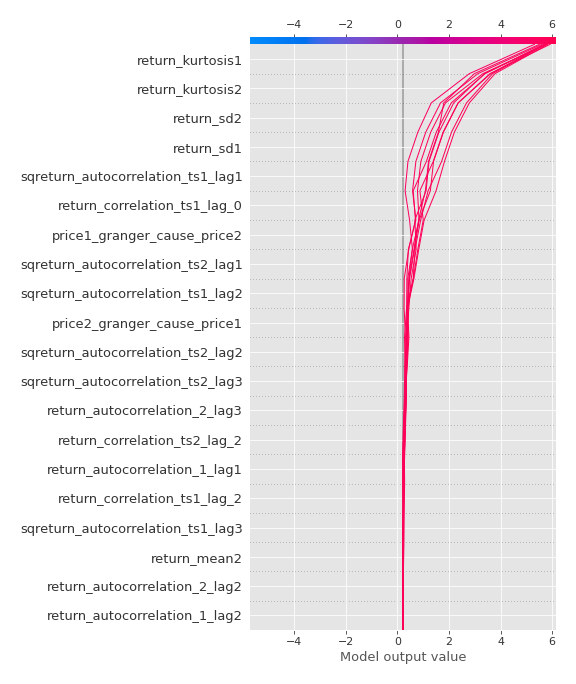 −4 −2 0 2 4 6
return_kurtosis1
return_kurtosis2
return_sd2
return_sd1
sqreturn_autocorrelation_ts1_lag1
return_correlation_ts1_lag_0
price1_granger_cause_price2
sqreturn_autocorrelation_ts2_lag1
sqreturn_autocorrelation_ts1_lag2
price2_granger_cause_price1
sqreturn_autocorrelation_ts2_lag2
sqreturn_autocorrelation_ts2_lag3
return_autocorrelation_2_lag3
return_correlation_ts2_lag_2
return_autocorrelation_1_lag1
return_correlation_ts1_lag_2
sqreturn_autocorrelation_ts1_lag3
return_mean2
return_autocorrelation_2_lag2
return_autocorrelation_1_lag2
−4 −2 0 2 4 6
Model output value